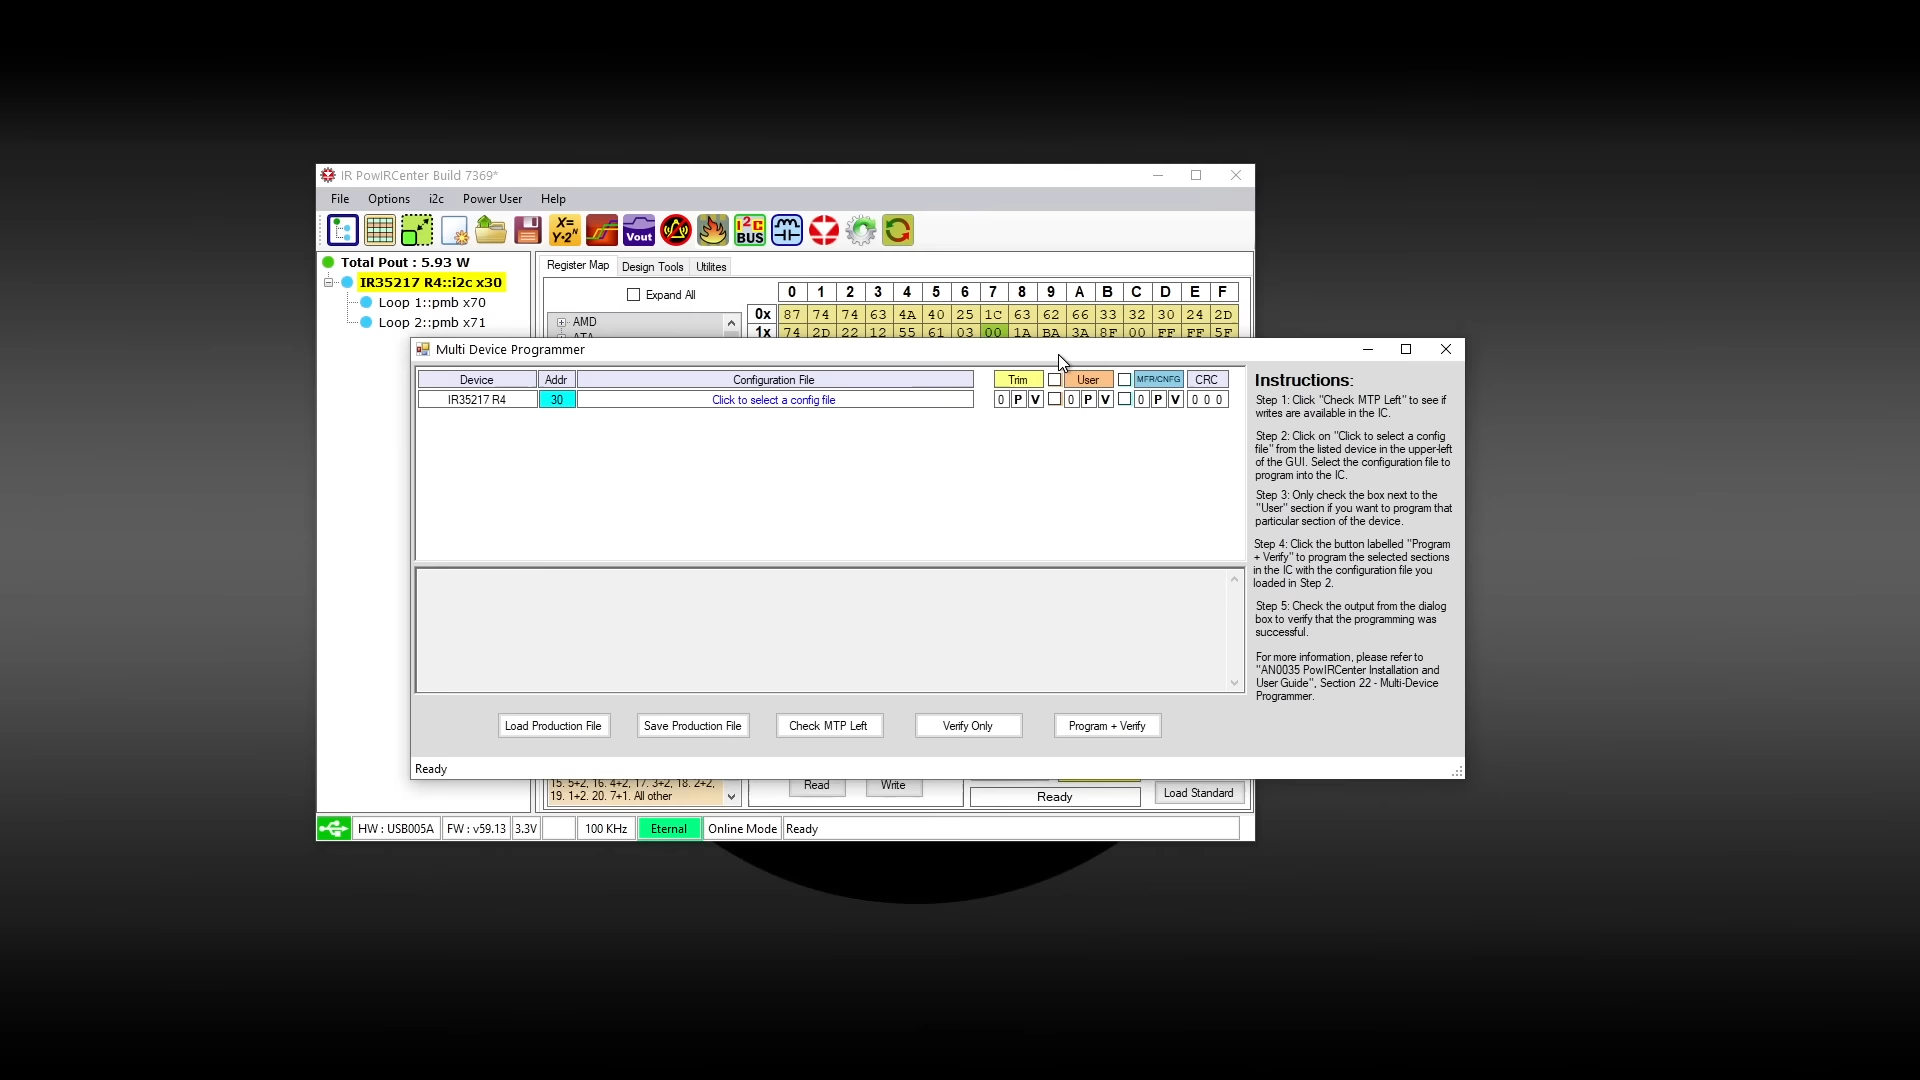 IR PowIRCenter Build 7369*
File Options i2c Power User Help
X=
Y·2ᴺ
Vout
I²C
BUS
Total Pout : 5.93 W
IR35217 R4::i2c x30
Loop 1::pmb x70
Loop 2::pmb x71
Register Map Design Tools Utilites
Expand All
0 1 2 3 4 5 6 7 8 9 A B C D E F
AMD
0x 87 74 74 63 4A 40 25 1C 63 62 66 33 32 30 24 2D
1x 74 2D 22 12 55 61 03 00 1A BA 3A 8F 00 FF FF 5F
Multi Device Programmer
Device Addr Configuration File Trim User MFR/CNFG CRC
IR35217 R4 30 Click to select a config file 0 P V 0 P V 0 P V 0 0 0
Instructions:
Step 1: Click "Check MTP Left" to see if
writes are available in the IC.
Step 2: Click on "Click to select a config
file" from the listed device in the upper-left
of the GUI. Select the configuration file to
program into the IC.
Step 3: Only check the box next to the
"User" section if you want to program that
particular section of the device.
Step 4: Click the button labelled "Program
+ Verify" to program the selected sections
in the IC with the configuration file you
loaded in Step 2.
Step 5: Check the output from the dialog
box to verify that the programming was
successful.
For more information, please refer to
"AN0035 PowIRCenter Installation and
User Guide", Section 22 - Multi-Device
Programmer.
Load Production File Save Production File Check MTP Left Verify Only Program + Verify
Ready
15. 5+2, 16. 4+2, 17. 3+2, 18. 2+2,
19. 1+2. 20. 7+1. All other
Read Write
Ready
Load Standard
HW : USB005A FW : v59.13 3.3V 100 KHz Eternal Online Mode Ready